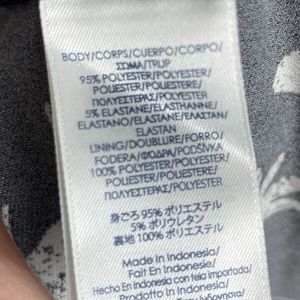 BODY/CORPS/CUERPO/CORPO/
ΣΩΜΑ/TRUP
95% POLYESTER/POLYESTER/
POLIESTER/POLIESTERE/
ΠΟΛΥΕΣΤΕΡΑΣ/POLYESTER
5% ELASTANE/ELASTHANNE/
ELASTANO/ELASTANE/ΕΛΑΣΤΑΝ/
ELASTAN
LINING/DOUBLURE/FORRO/
FODERA/ΦΟΔΡΑ/PODŠIVKA
100% POLYESTER/POLYESTER/
POLIESTER/POLIESTERE/
ΠΟΛΥΕΣΤΕΡΑΣ/POLYESTER
身ごろ 95% ポリエステル
5% ポリウレタン
裏地 100% ポリエステル
Made In Indonesia/
Fait En Indonesie/
Hecho En Indonesia con tela importada/
Prodotto In Indonesia/